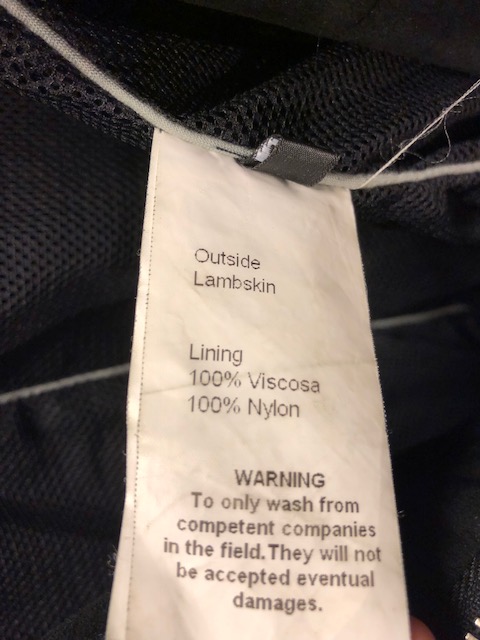 Outside
Lambskin
Lining
100% Viscosa
100% Nylon
WARNING
To only wash from
competent companies
in the field.They will not
be accepted eventual
damages.